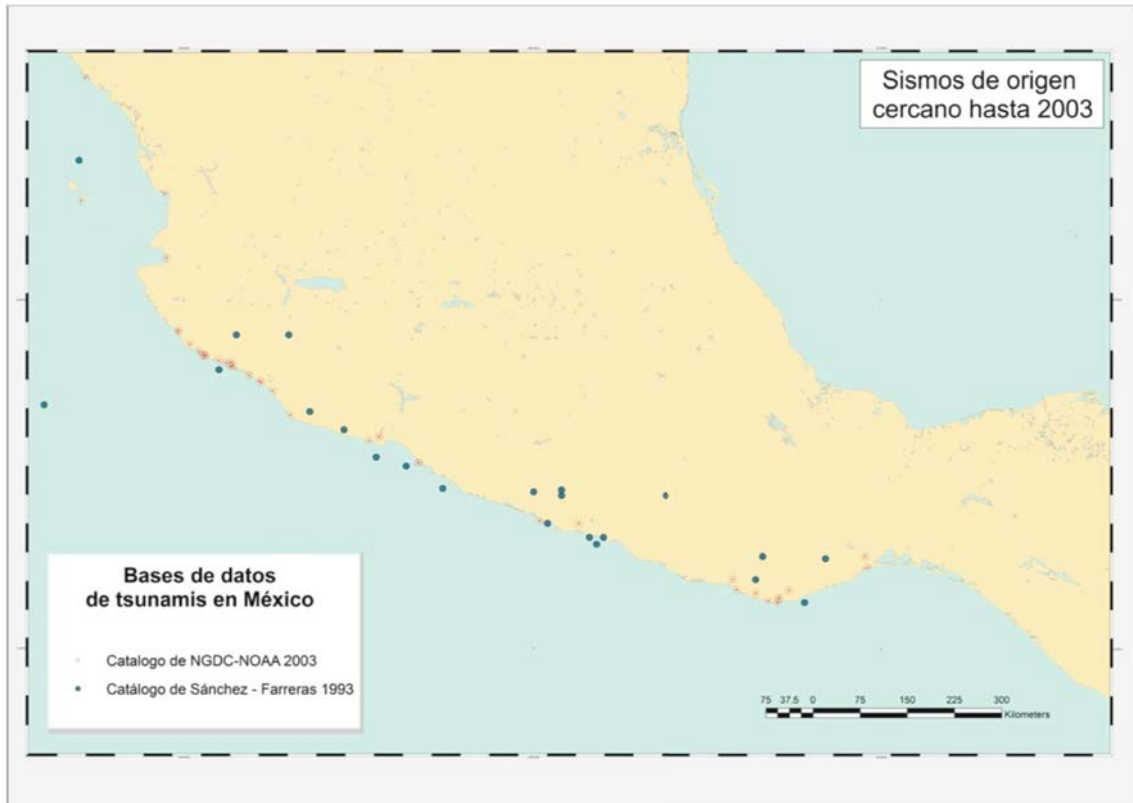 Sismos de origen
cercano hasta 2003
Bases de datos
de tsunamis en México
Catalogo de NGDC-NOAA 2003
Catálogo de Sánchez - Farreras 1993
75 37.5 0 75 150 225 300
Kilometers